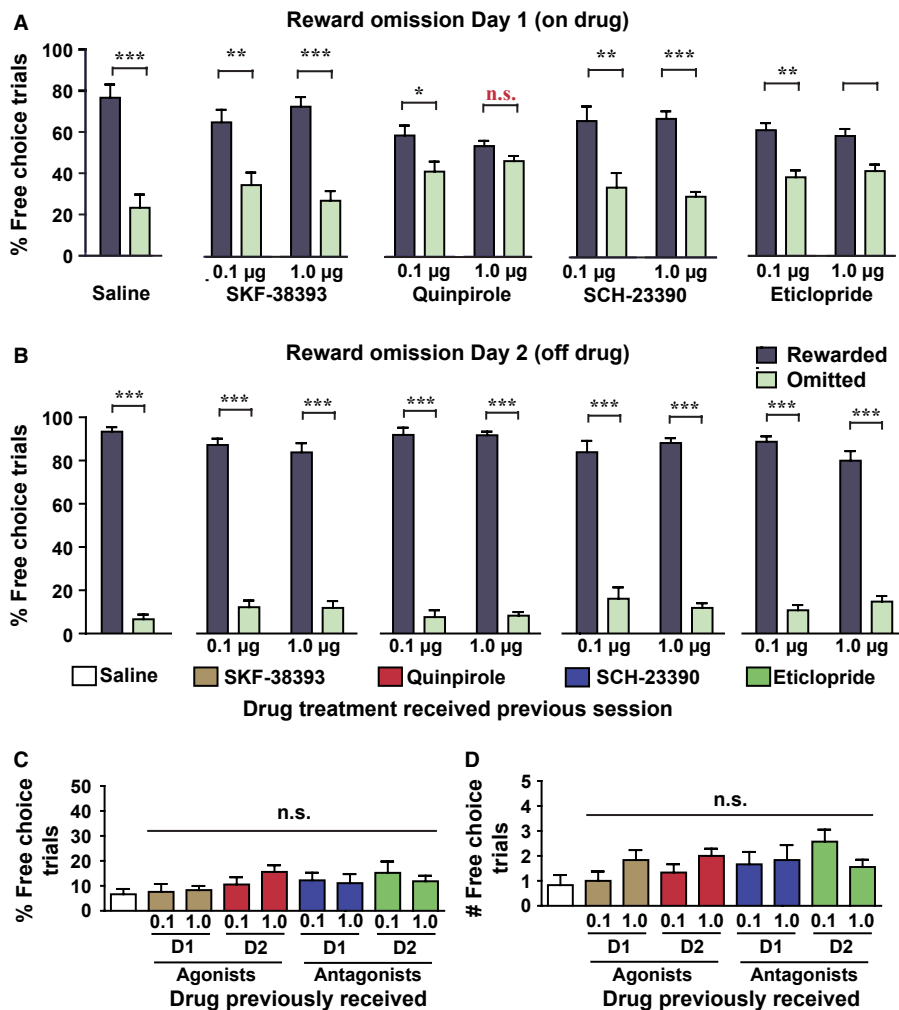 A
Reward omission Day 1 (on drug)
% Free choice trials
100
80
60
40
20
0
***
** ***
* n.s.
** ***
**
0.1 µg 1.0 µg 0.1 µg 1.0 µg 0.1 µg 1.0 µg 0.1 µg 1.0 µg
Saline SKF-38393 Quinpirole SCH-23390 Eticlopride
B
Reward omission Day 2 (off drug)
Rewarded
Omitted
% Free choice trials
100
80
60
40
20
0
***
*** ***
*** ***
*** ***
*** ***
0.1 µg 1.0 µg 0.1 µg 1.0 µg 0.1 µg 1.0 µg 0.1 µg 1.0 µg
Saline SKF-38393 Quinpirole SCH-23390 Eticlopride
Drug treatment received previous session
C
% Free choice
trials
50
40
30
20
10
0
n.s.
0.1 1.0 0.1 1.0 0.1 1.0 0.1 1.0
D1 D2 D1 D2
Agonists Antagonists
Drug previously received
D
# Free choice
trials
5
4
3
2
1
0
n.s.
0.1 1.0 0.1 1.0 0.1 1.0 0.1 1.0
D1 D2 D1 D2
Agonists Antagonists
Drug previously received